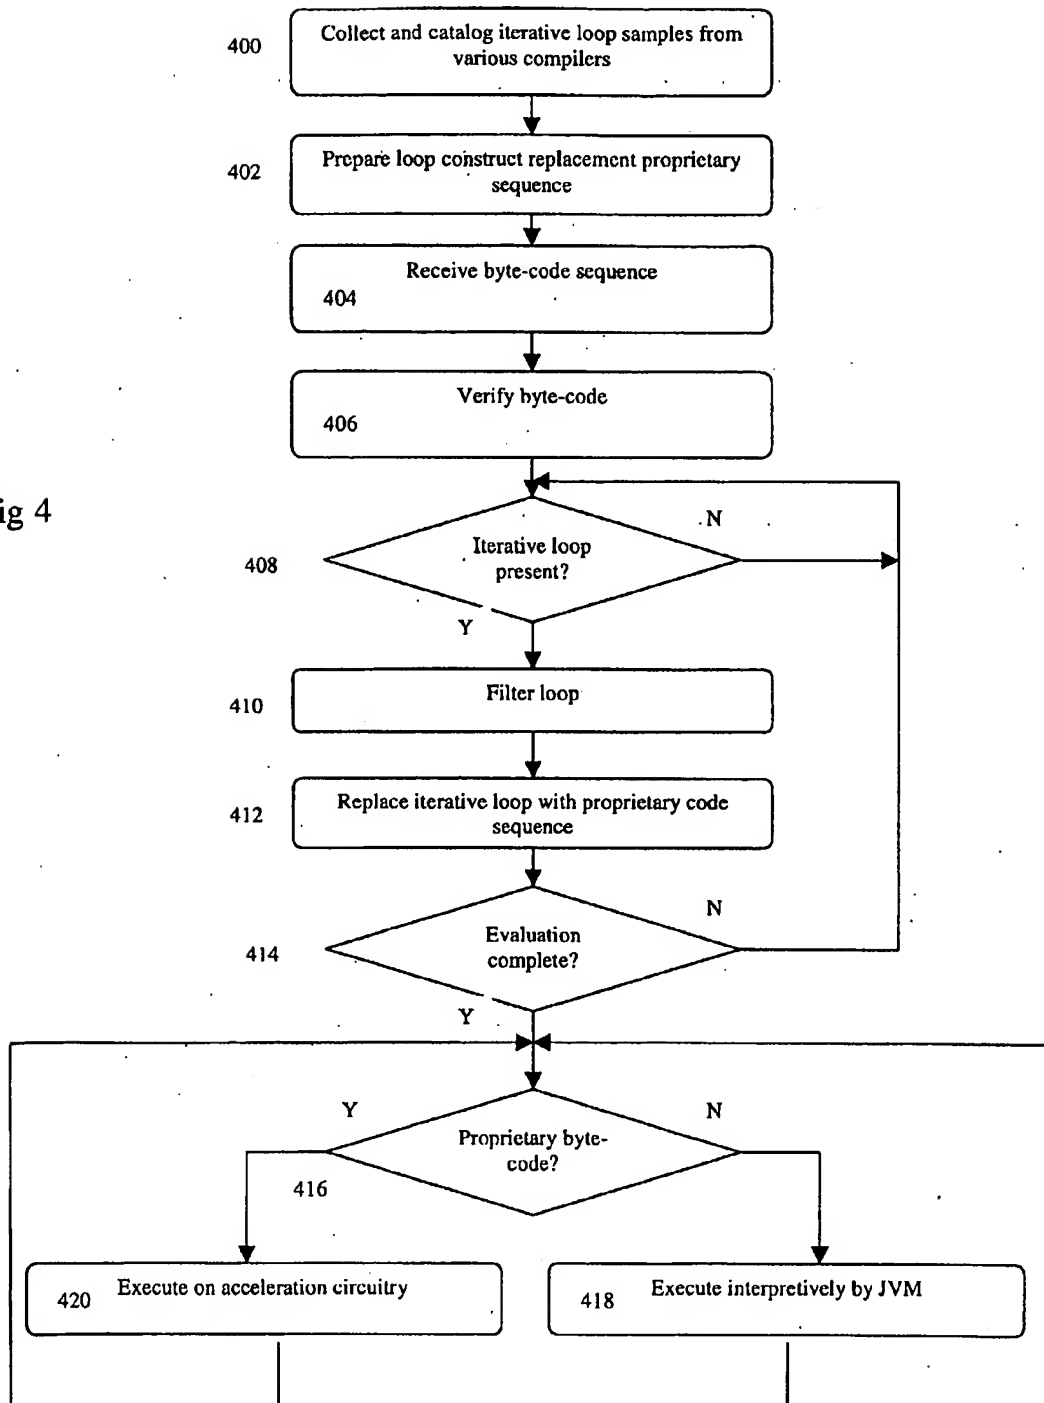 400
Collect and catalog iterative loop samples from
various compilers
402
Prepare loop construct replacement proprietary
sequence
Receive byte-code sequence
404
Verify byte-code
406
ig 4
N
408
Iterative loop
present?
Y
410
Filter loop
412
Replace iterative loop with proprietary code
sequence
N
414
Evaluation
complete?
Y
Y
N
Proprietary byte-
code?
416
420
Execute on acceleration circuitry
418
Execute interpretively by JVM